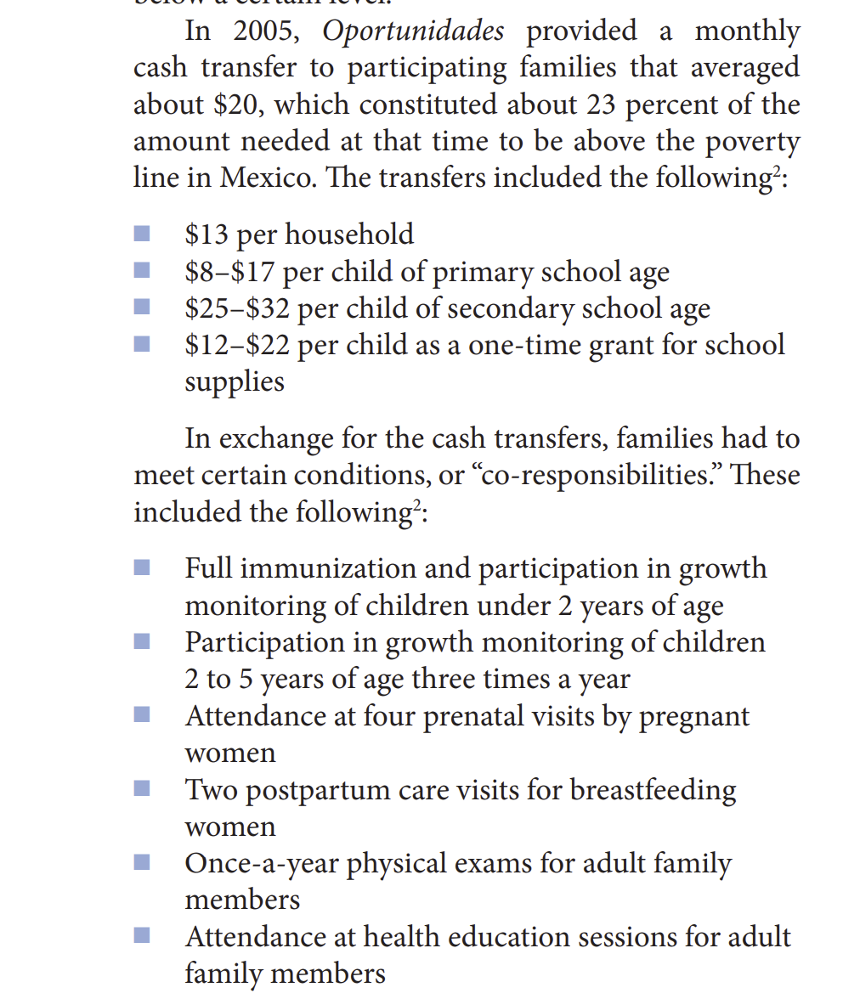 below a certain level.
In 2005, Oportunidades provided a monthly
cash transfer to participating families that averaged
about $20, which constituted about 23 percent of the
amount needed at that time to be above the poverty
line in Mexico. The transfers included the following²:
■ $13 per household
■ $8–$17 per child of primary school age
■ $25–$32 per child of secondary school age
■ $12–$22 per child as a one-time grant for school
supplies
In exchange for the cash transfers, families had to
meet certain conditions, or “co-responsibilities.” These
included the following²:
■ Full immunization and participation in growth
monitoring of children under 2 years of age
■ Participation in growth monitoring of children
2 to 5 years of age three times a year
■ Attendance at four prenatal visits by pregnant
women
■ Two postpartum care visits for breastfeeding
women
■ Once-a-year physical exams for adult family
members
■ Attendance at health education sessions for adult
family members